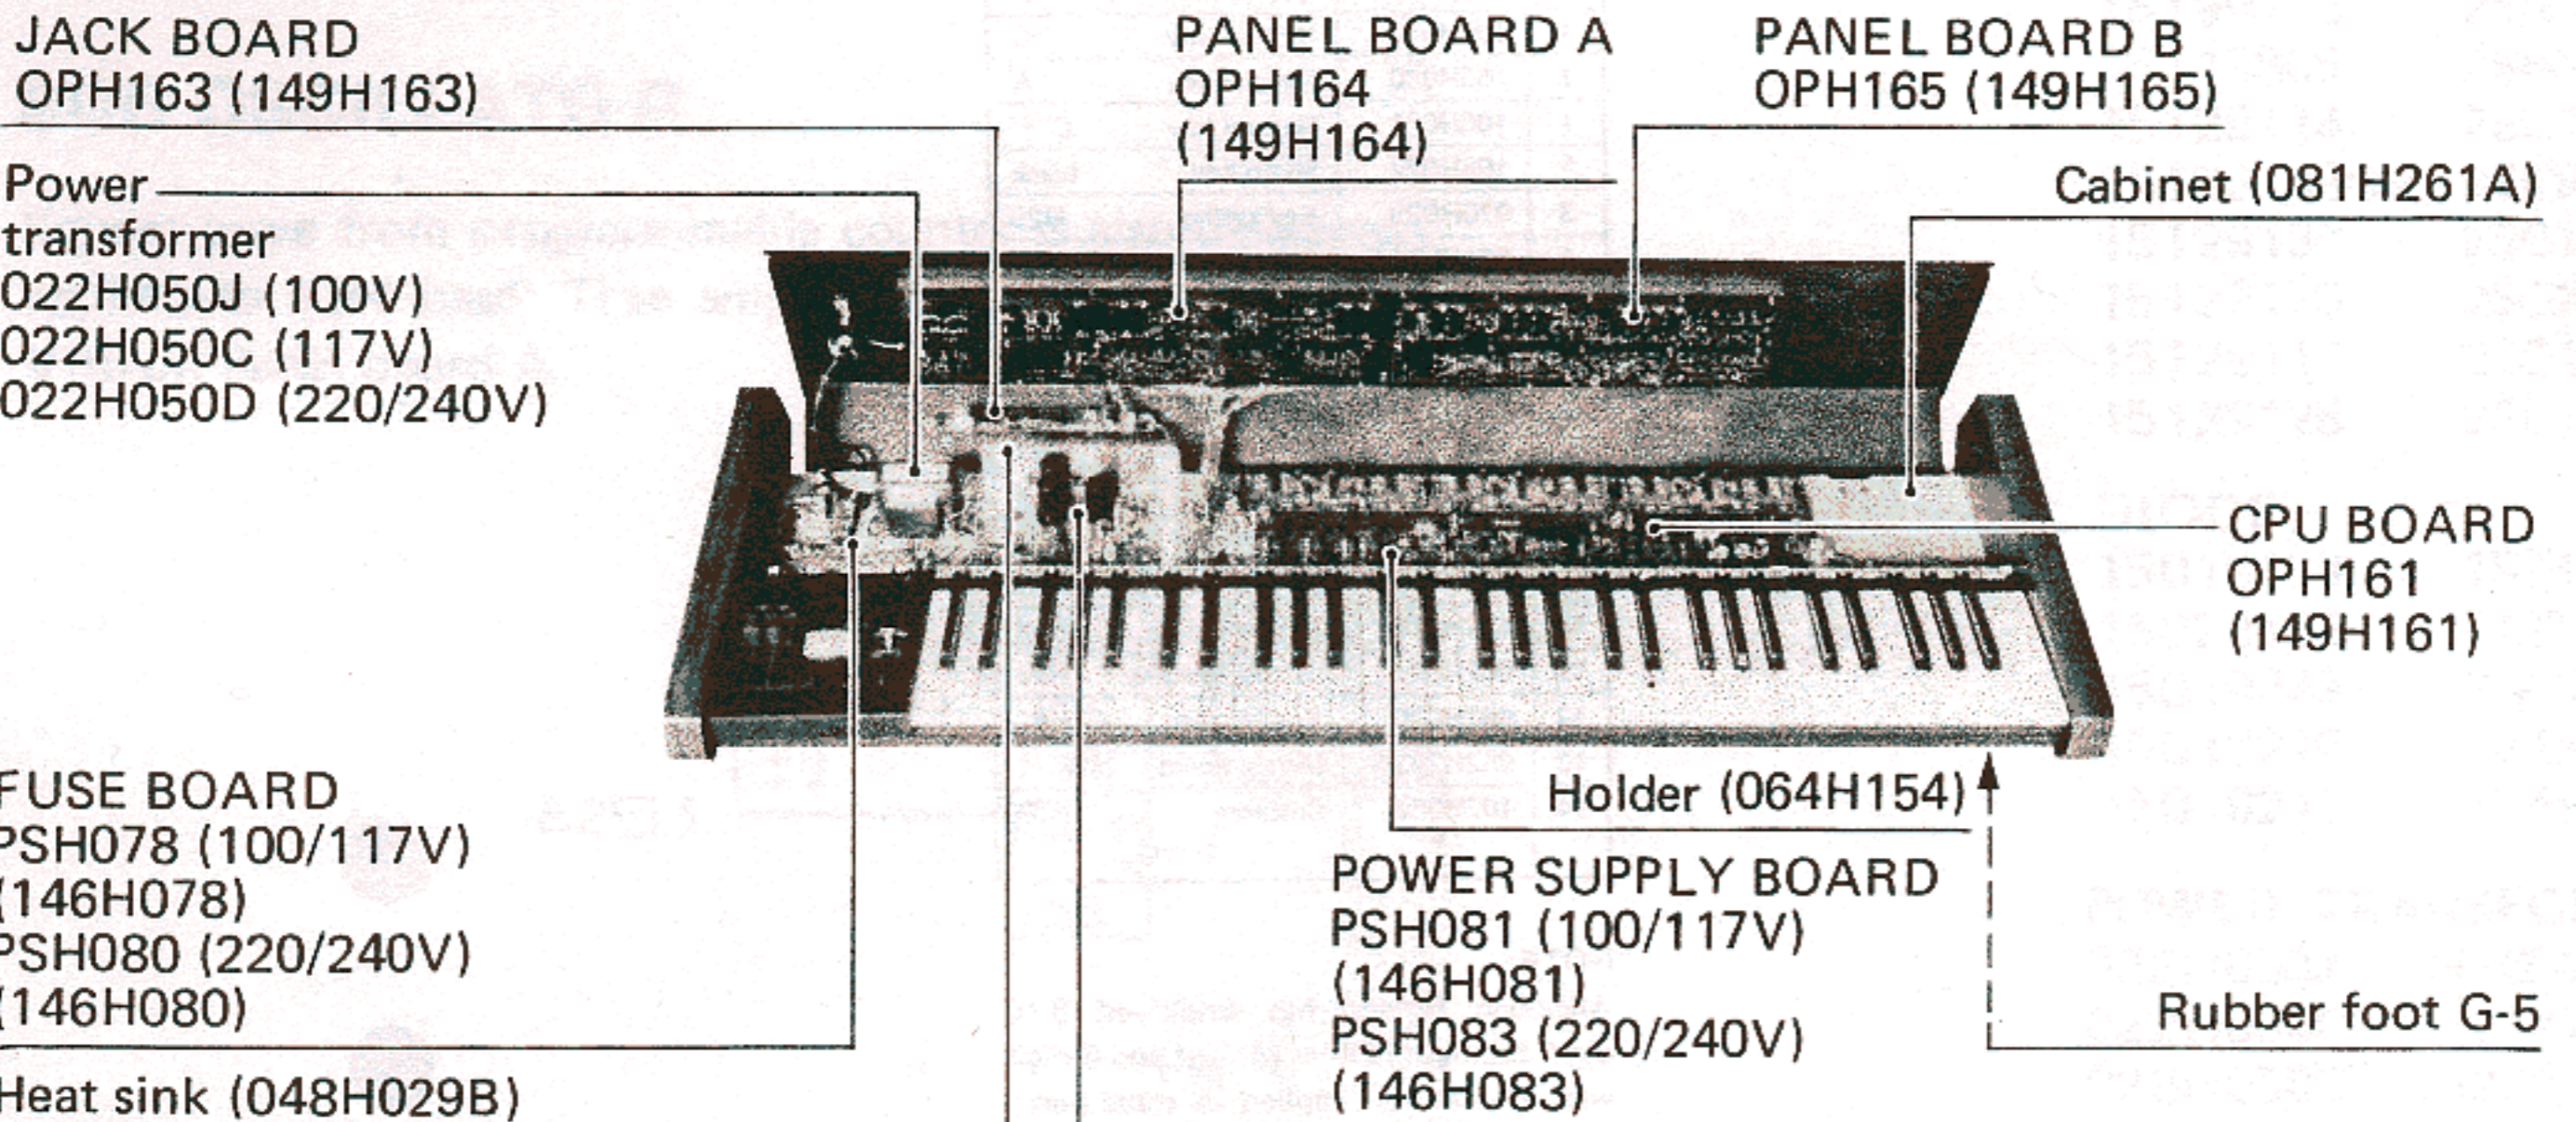 JACK BOARD
OPH163 (149H163)
PANEL BOARD A
OPH164
(149H164)
PANEL BOARD B
OPH165 (149H165)
Cabinet (081H261A)
Power
transformer
022H050J (100V)
022H050C (117V)
022H050D (220/240V)
CPU BOARD
OPH161
(149H161)
FUSE BOARD
PSH078 (100/117V)
(146H078)
PSH080 (220/240V)
(146H080)
Heat sink (048H029B)
Holder (064H154)
POWER SUPPLY BOARD
PSH081 (100/117V)
(146H081)
PSH083 (220/240V)
(146H083)
Rubber foot G-5